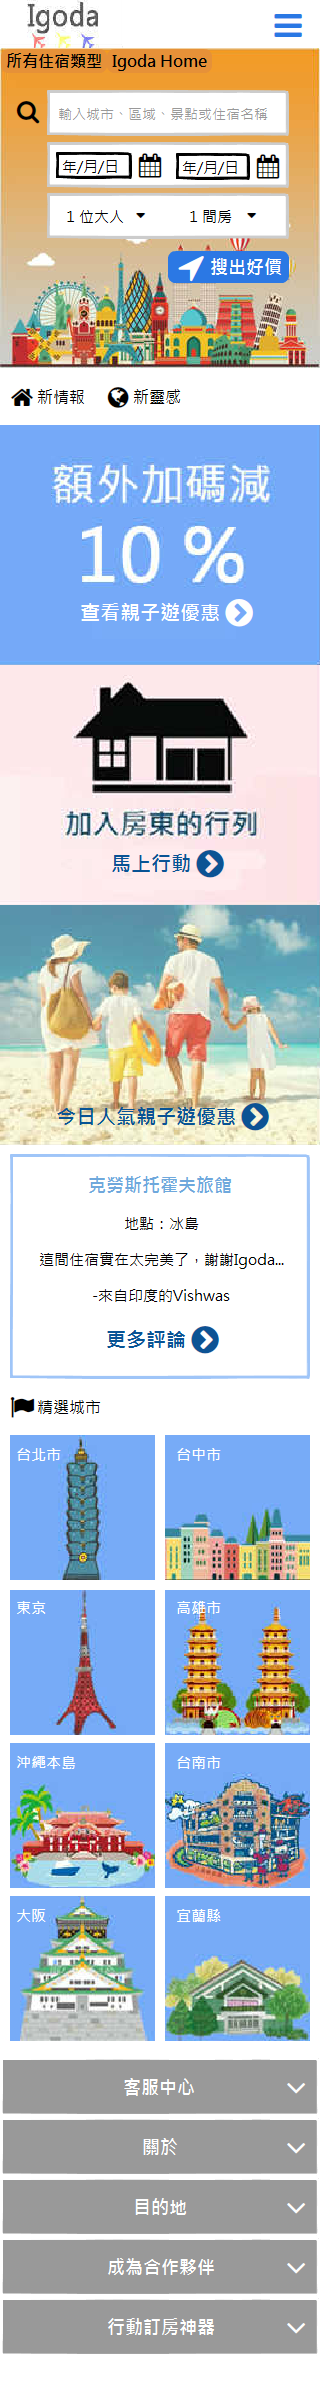 Igoda
所有住宿類型 Igoda Home
輸入城市、區域、景點或住宿名稱
年/月/日 年/月/日
1 位大人 1 間房
搜出好價
新情報 新靈感
額外加碼減
10 %
查看親子遊優惠
加入房東的行列
馬上行動
今日人氣親子遊優惠
克勞斯托霍夫旅館
地點：冰島
這間住宿實在太完美了，謝謝Igoda...
-來自印度的Vishwas
更多評論
精選城市
台北市 台中市
東京 高雄市
沖繩本島 台南市
大阪 宜蘭縣
客服中心
關於
目的地
成為合作夥伴
行動訂房神器